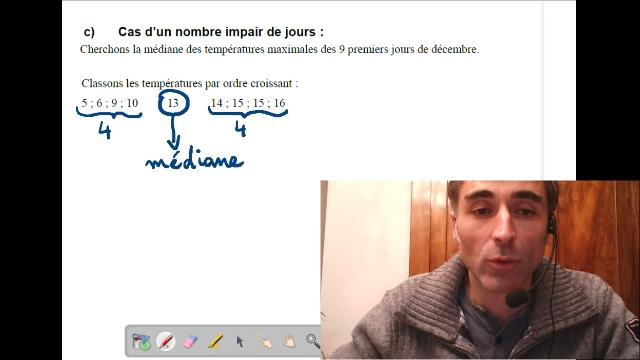 c) Cas d'un nombre impair de jours :
Cherchons la médiane des températures maximales des 9 premiers jours de décembre.
Classons les températures par ordre croissant :
5 ; 6 ; 9 ; 10 13 14 ; 15 ; 15 ; 16
4 4
médiane